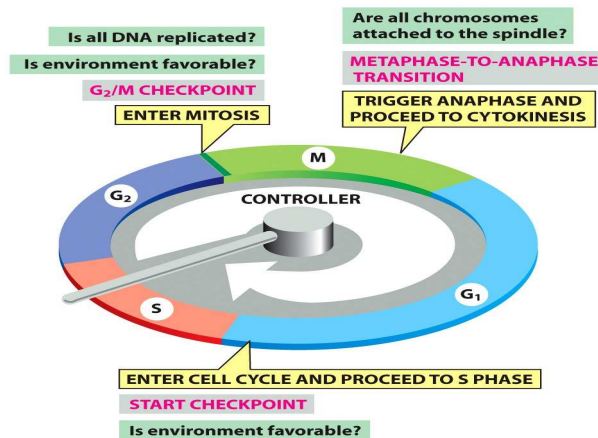 Is all DNA replicated?
Is environment favorable?
G₂/M CHECKPOINT
ENTER MITOSIS
Are all chromosomes
attached to the spindle?
METAPHASE-TO-ANAPHASE
TRANSITION
TRIGGER ANAPHASE AND
PROCEED TO CYTOKINESIS
M
G₂
CONTROLLER
G₁
S
ENTER CELL CYCLE AND PROCEED TO S PHASE
START CHECKPOINT
Is environment favorable?